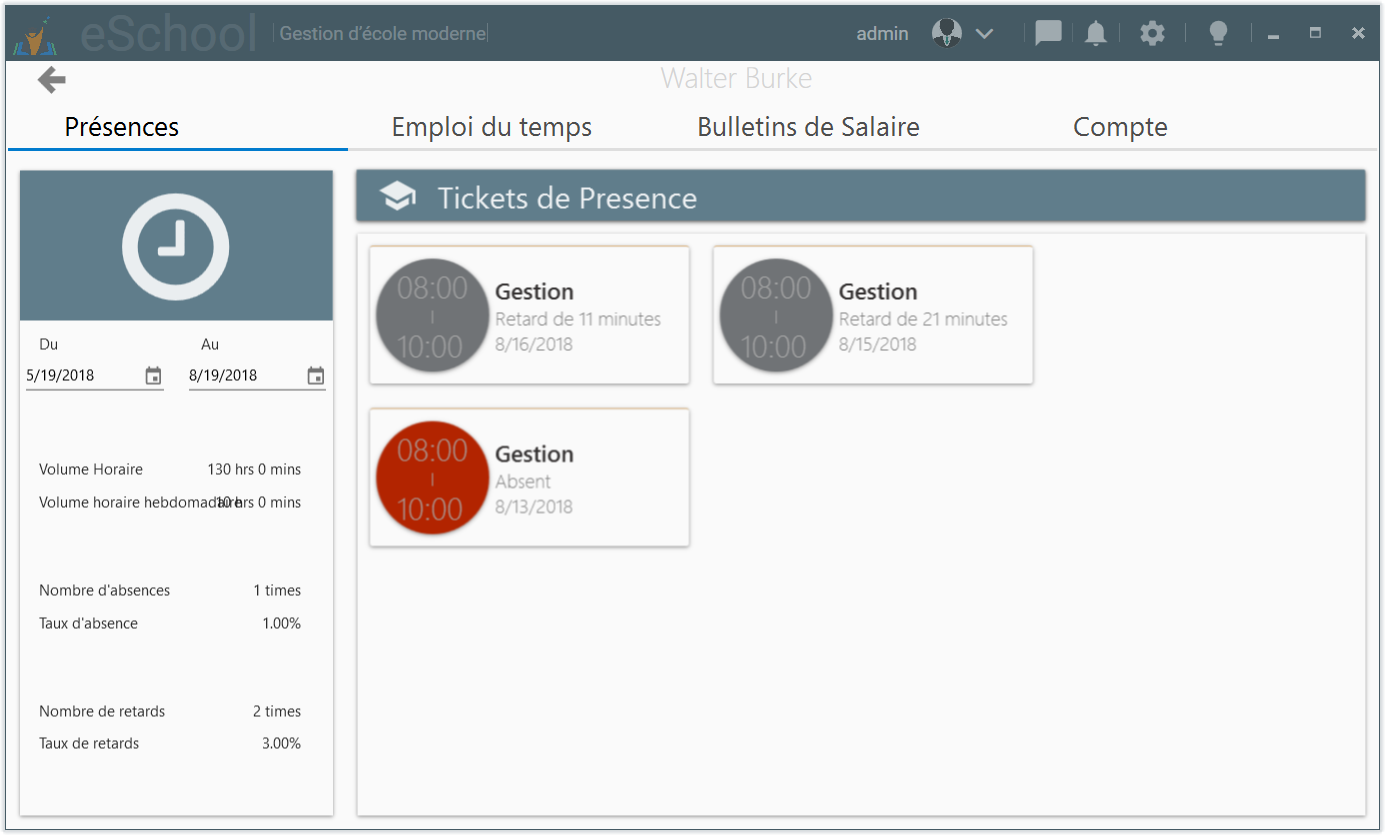 eSchool
Gestion d'école moderne
admin
Walter Burke
Présences
Emploi du temps
Bulletins de Salaire
Compte
Du
Au
5/19/2018
8/19/2018
Volume Horaire 130 hrs 0 mins
Volume horaire hebdomadaire 10 hrs 0 mins
Nombre d'absences 1 times
Taux d'absence 1.00%
Nombre de retards 2 times
Taux de retards 3.00%
Tickets de Presence
08:00
10:00
Gestion
Retard de 11 minutes
8/16/2018
08:00
10:00
Gestion
Retard de 21 minutes
8/15/2018
08:00
10:00
Gestion
Absent
8/13/2018